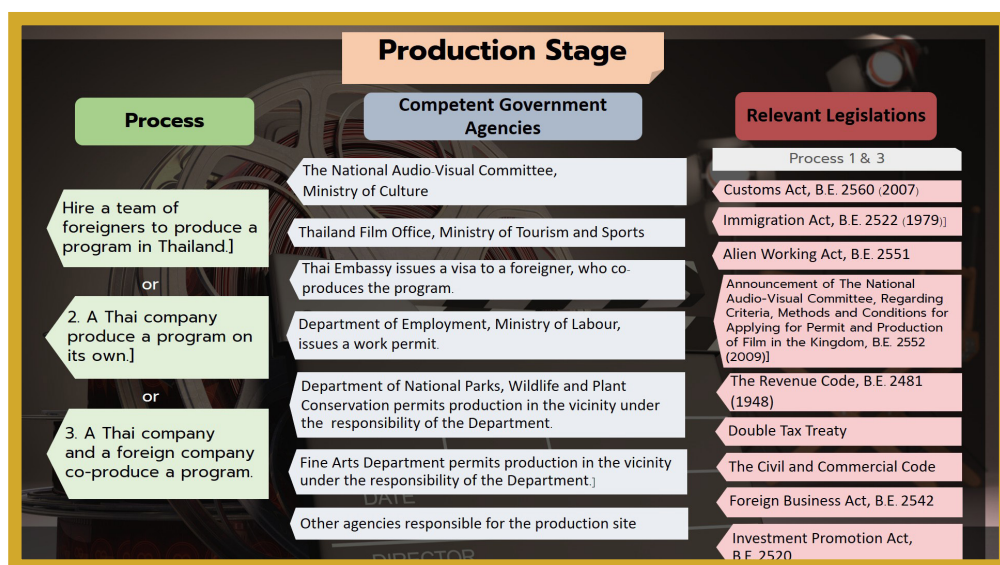 Production Stage
Process
Hire a team of
foreigners to produce a
program in Thailand.]
or
2. A Thai company
produce a program on
its own.]
or
3. A Thai company
and a foreign company
co-produce a program.
Competent Government
Agencies
The National Audio-Visual Committee,
Ministry of Culture
Thailand Film Office, Ministry of Tourism and Sports
Thai Embassy issues a visa to a foreigner, who co-
produces the program.
Department of Employment, Ministry of Labour,
issues a work permit.
Department of National Parks, Wildlife and Plant
Conservation permits production in the vicinity under
the responsibility of the Department.
Fine Arts Department permits production in the vicinity
under the responsibility of the Department.]
Other agencies responsible for the production site
DATE
DIRECTOR
Relevant Legislations
Process 1 & 3
Customs Act, B.E. 2560 (2007)
Immigration Act, B.E. 2522 (1979)]
Alien Working Act, B.E. 2551
Announcement of The National
Audio-Visual Committee, Regarding
Criteria, Methods and Conditions for
Applying for Permit and Production
of Film in the Kingdom, B.E. 2552
(2009)]
The Revenue Code, B.E. 2481
(1948)
Double Tax Treaty
The Civil and Commercial Code
Foreign Business Act, B.E. 2542
Investment Promotion Act,
B.E. 2520